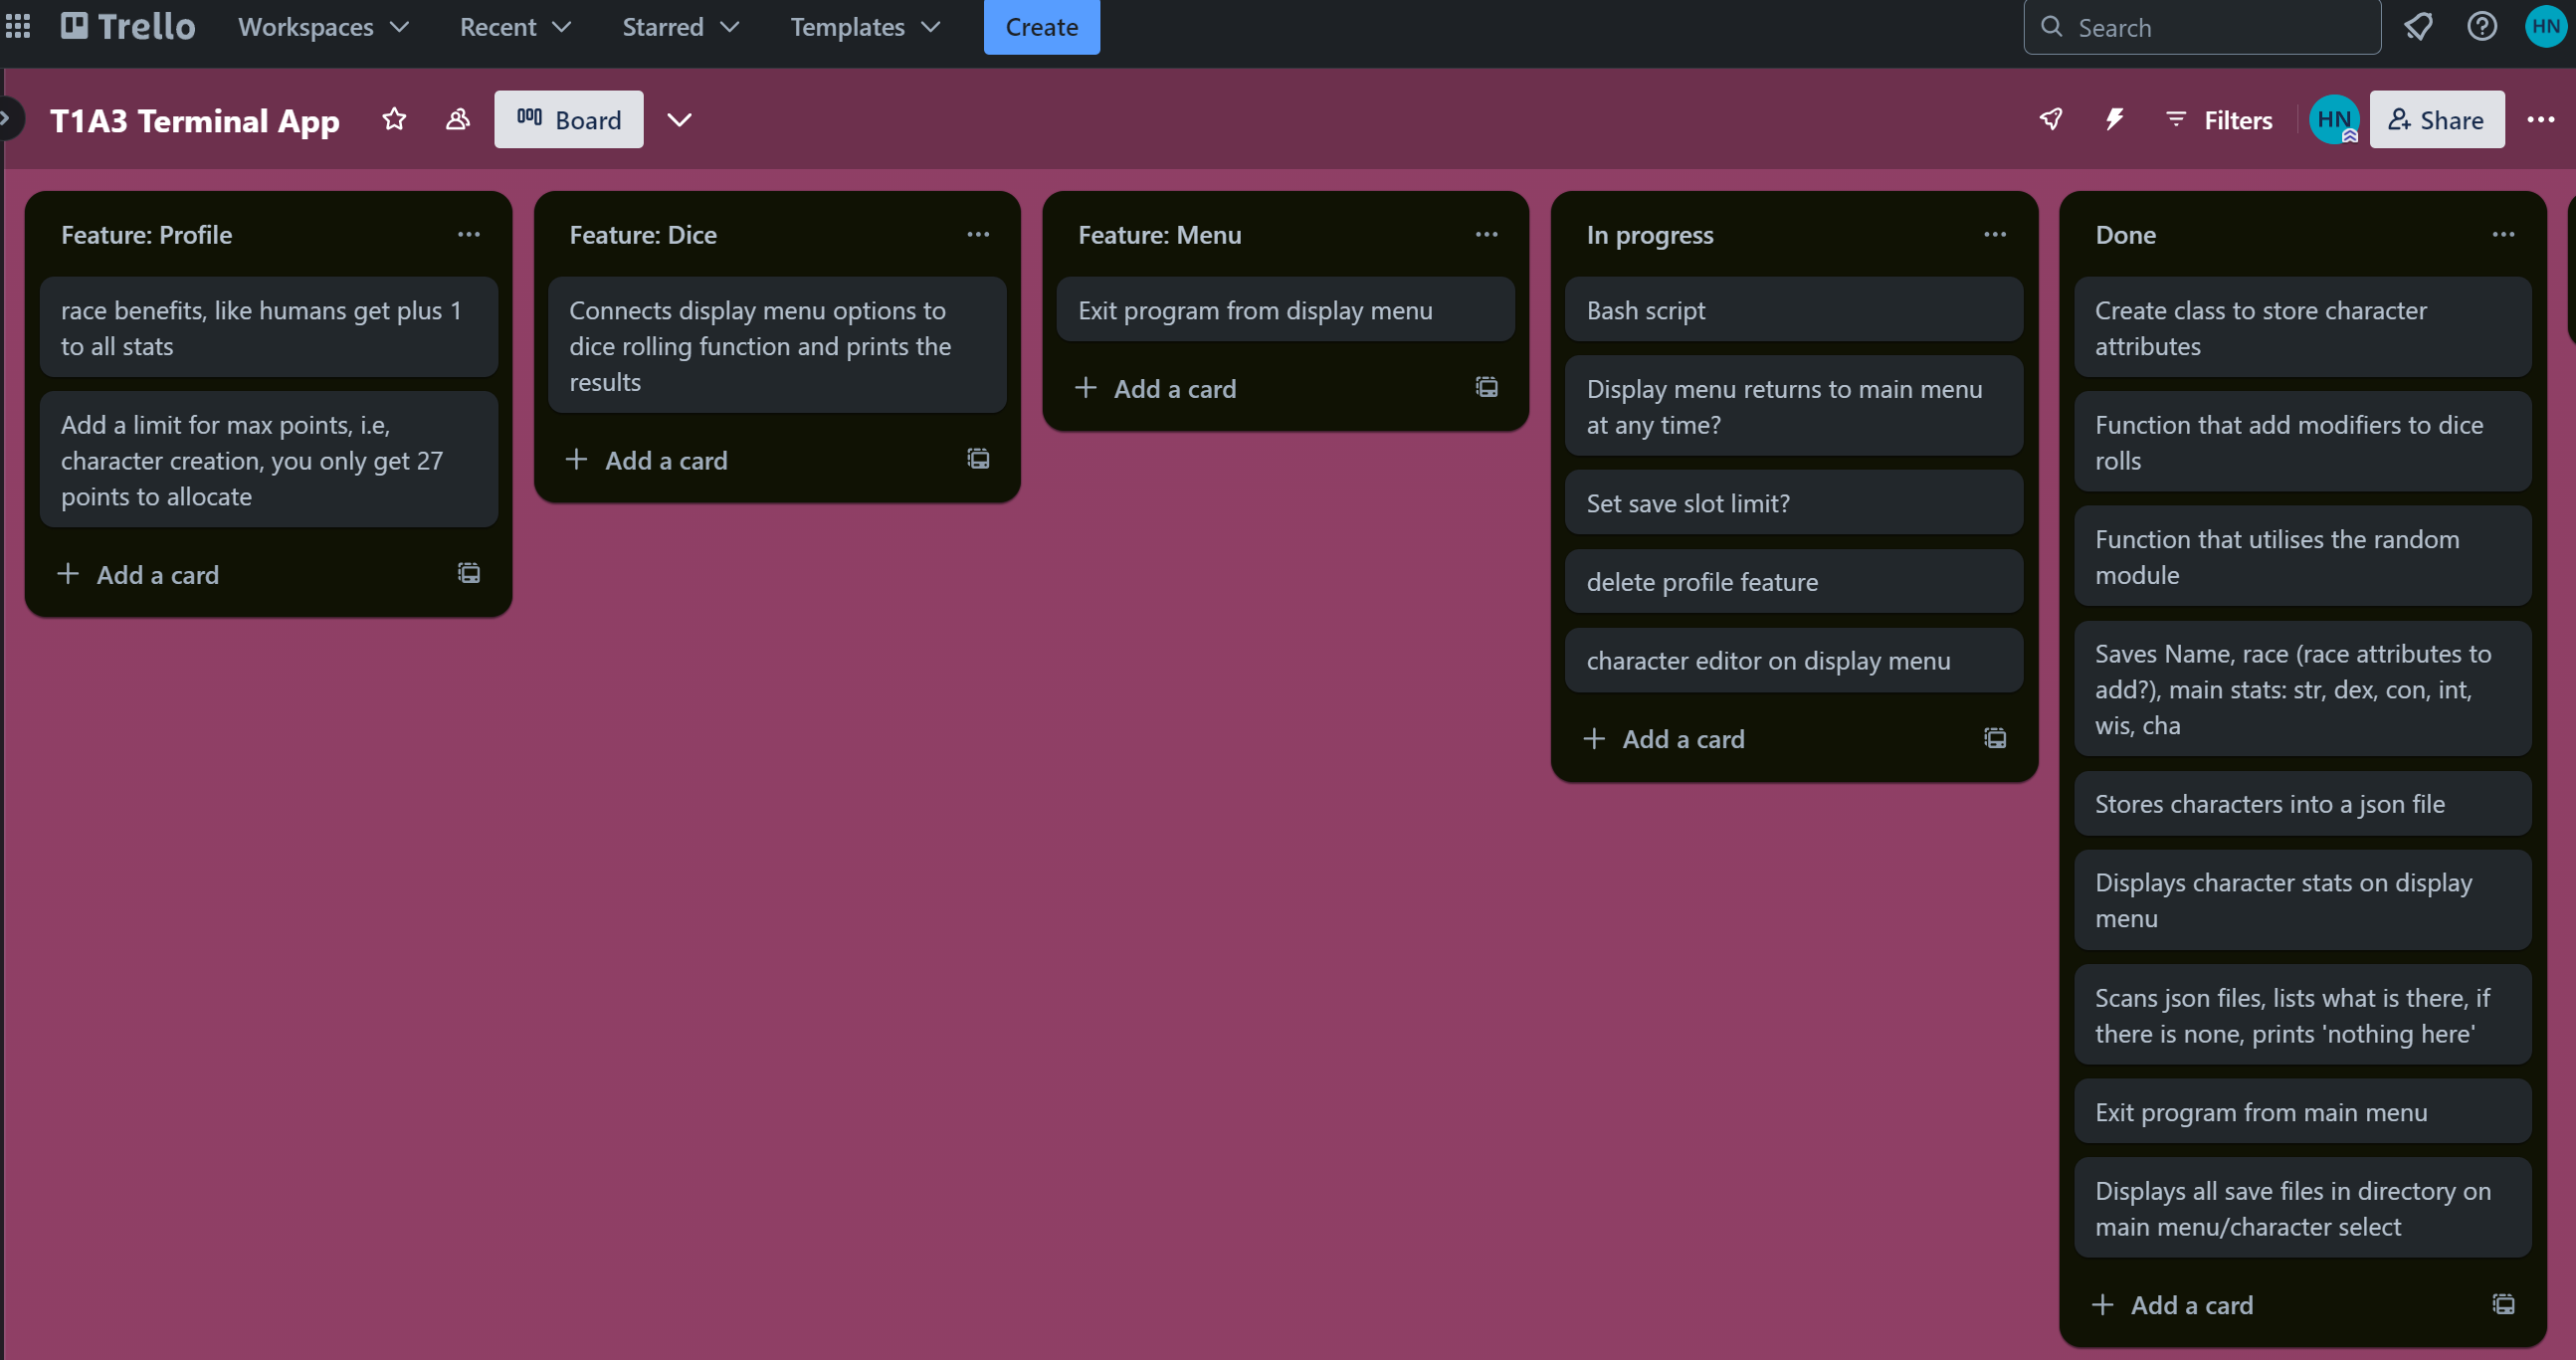 Trello
Workspaces
Recent
Starred
Templates
Create
Search
HN
T1A3 Terminal App
Board
Filters
HN
Share
Feature: Profile
race benefits, like humans get plus 1
to all stats
Add a limit for max points, i.e,
character creation, you only get 27
points to allocate
Add a card
Feature: Dice
Connects display menu options to
dice rolling function and prints the
results
Add a card
Feature: Menu
Exit program from display menu
Add a card
In progress
Bash script
Display menu returns to main menu
at any time?
Set save slot limit?
delete profile feature
character editor on display menu
Add a card
Done
Create class to store character
attributes
Function that add modifiers to dice
rolls
Function that utilises the random
module
Saves Name, race (race attributes to
add?), main stats: str, dex, con, int,
wis, cha
Stores characters into a json file
Displays character stats on display
menu
Scans json files, lists what is there, if
there is none, prints 'nothing here'
Exit program from main menu
Displays all save files in directory on
main menu/character select
Add a card